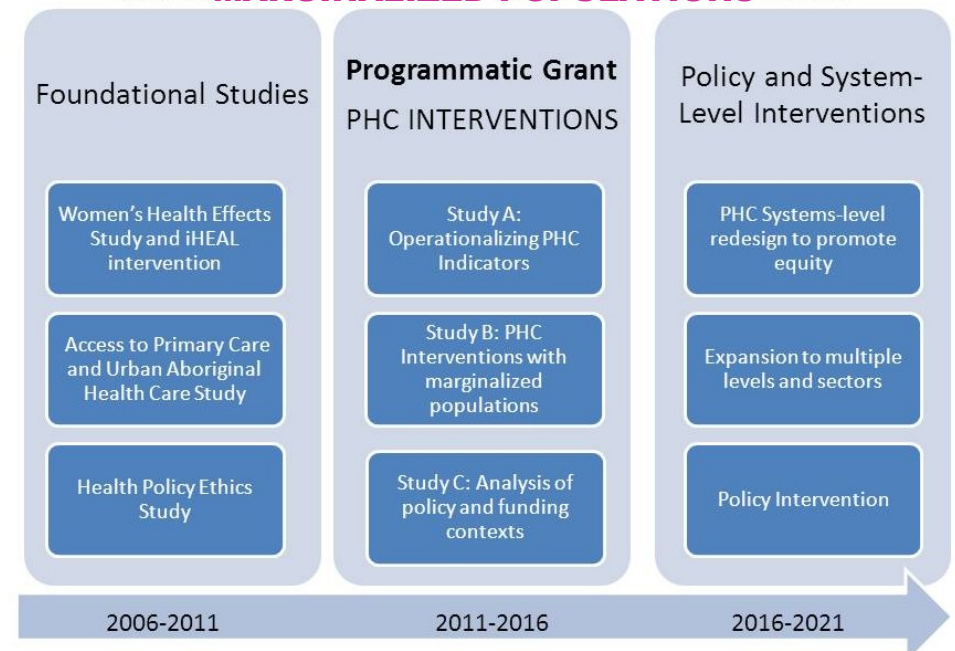 Foundational Studies
Women's Health Effects
Study and iHEAL
intervention
Access to Primary Care
and Urban Aboriginal
Health Care Study
Health Policy Ethics
Study
Programmatic Grant
PHC INTERVENTIONS
Study A:
Operationalizing PHC
Indicators
Study B: PHC
Interventions with
marginalized
populations
Study C: Analysis of
policy and funding
contexts
Policy and System-
Level Interventions
PHC Systems-level
redesign to promote
equity
Expansion to multiple
levels and sectors
Policy Intervention
2006-2011
2011-2016
2016-2021